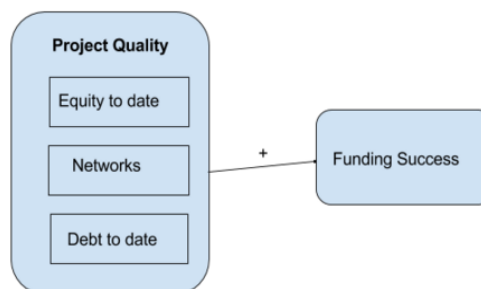 Project Quality
Equity to date
Networks
Debt to date
+
Funding Success